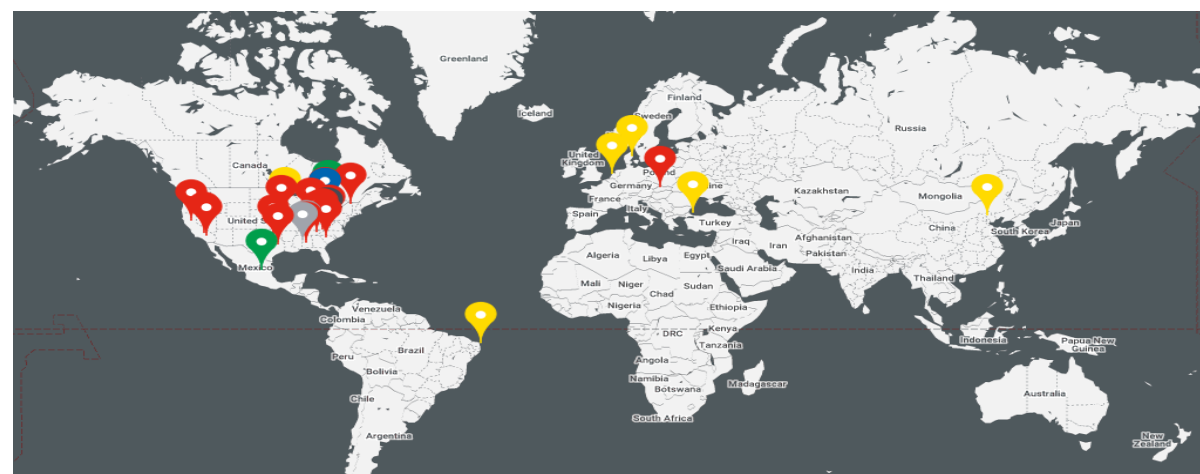 Greenland
Iceland
Finland
Sweden
Russia
Canada
United
Kingdom
Poland
Germany
France
Italy
Spain
Turkey
Kazakhstan
Mongolia
China
South Korea
Japan
United
Mexico
Algeria
Libya
Egypt
Iraq
Iran
Afghanistan
Pakistan
Saudi Arabia
India
Thailand
Mali
Niger
Chad
Sudan
Nigeria
Ethiopia
Venezuela
Colombia
DRC
Kenya
Tanzania
Indonesia
Papua New
Guinea
Peru
Brazil
Bolivia
Angola
Namibia
Botswana
Madagascar
Chile
South Africa
Australia
Argentina
New
Zealand